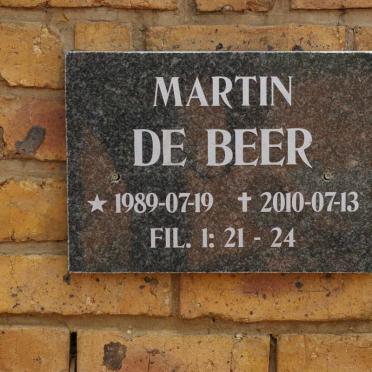 MARTIN
DE BEER
★ 1989-07-19 ✝ 2010-07-13
FIL. 1: 21 - 24